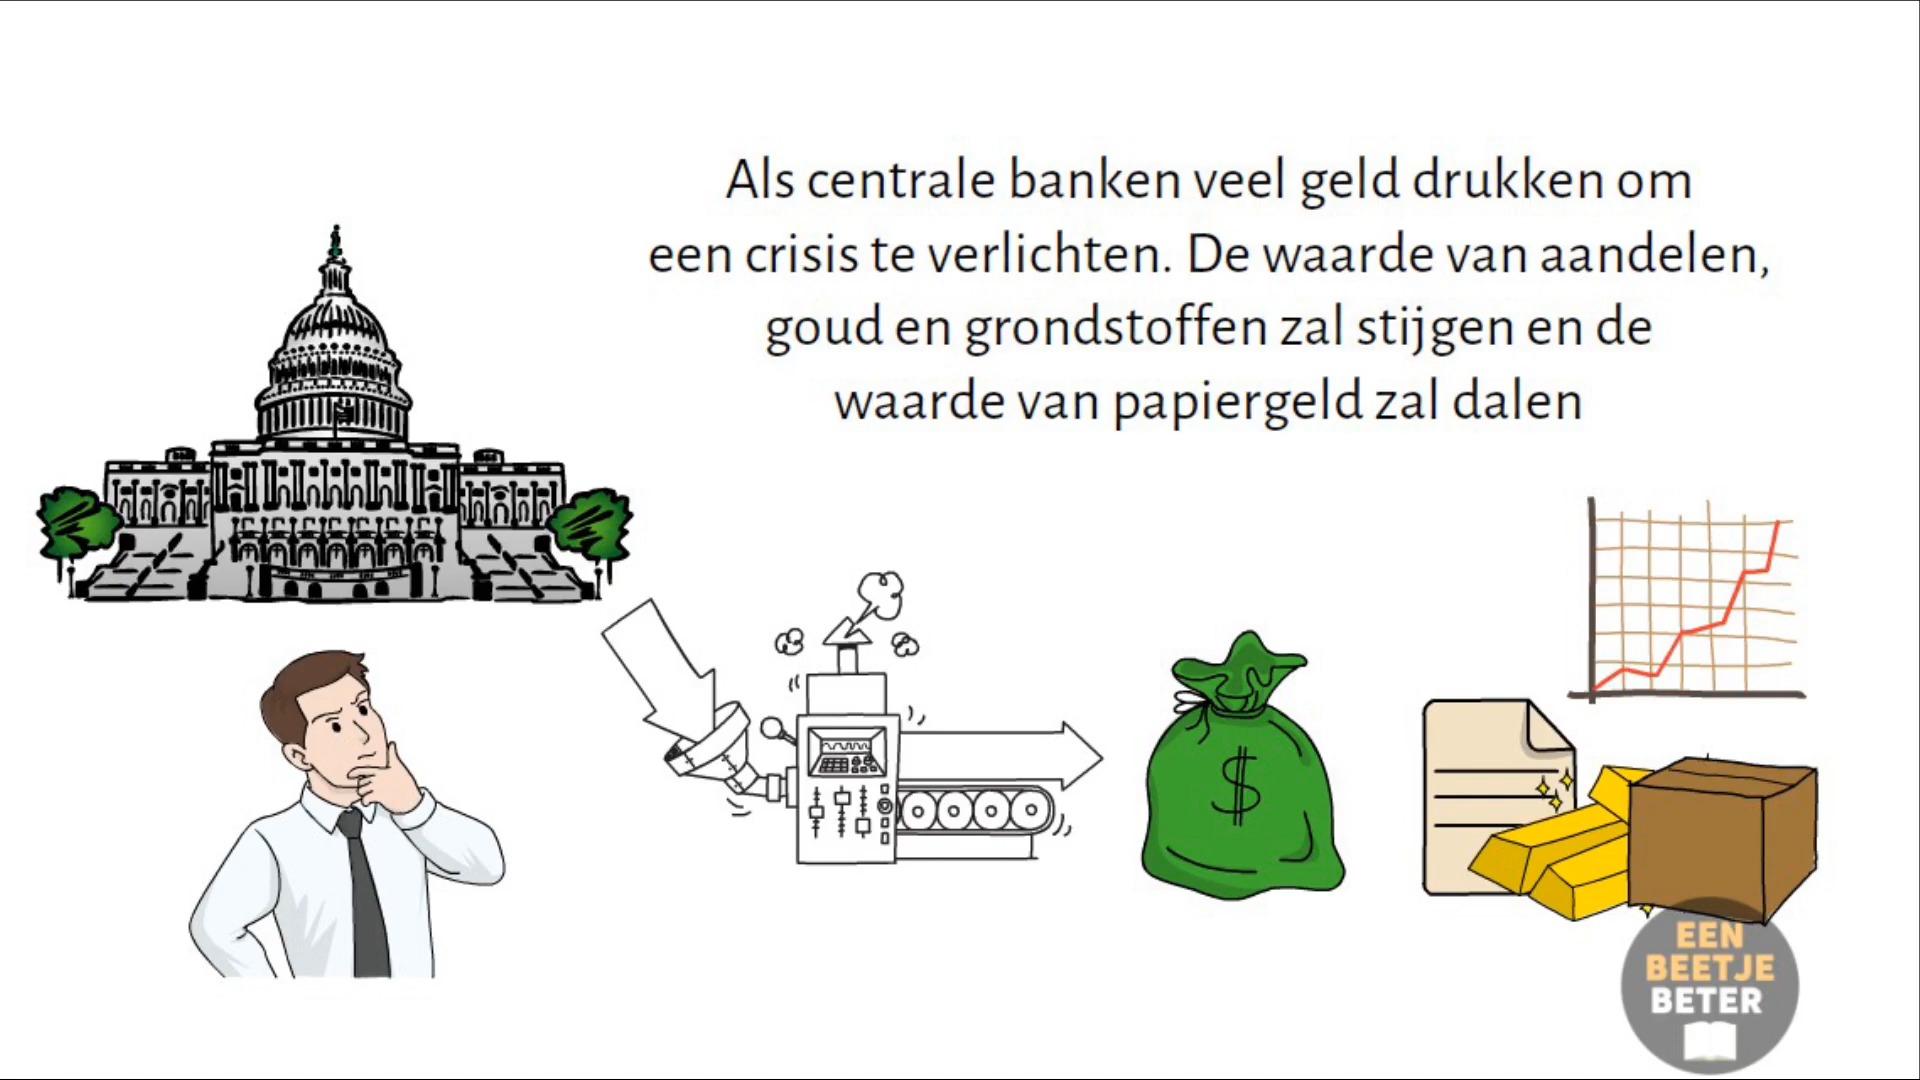 Als centrale banken veel geld drukken om
een crisis te verlichten. De waarde van aandelen,
goud en grondstoffen zal stijgen en de
waarde van papiergeld zal dalen
$
EEN
BEETJE
BETER